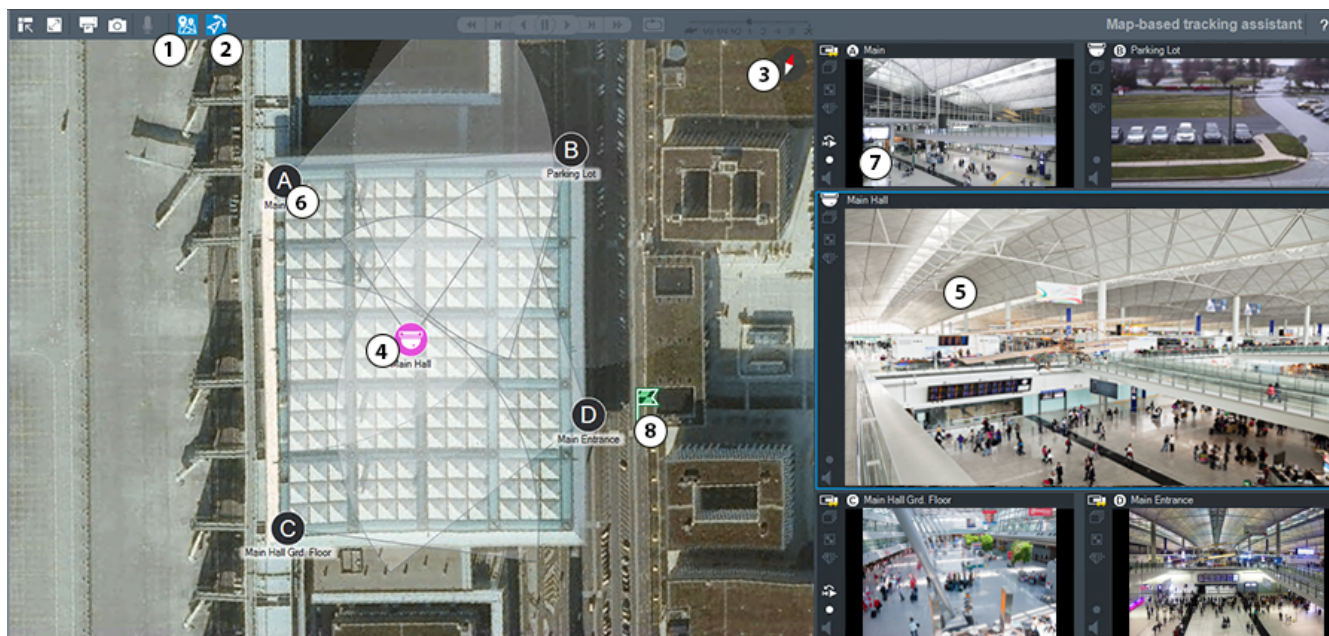 Map-based tracking assistant
?
1
2
3
A Main
B Parking Lot
7
B
Parking Lot
A
6
Main
Main Hall
5
4
Main Hall
8
D
Main Entrance
C
Main Hall Grd. Floor
C Main Hall Grd. Floor
D Main Entrance